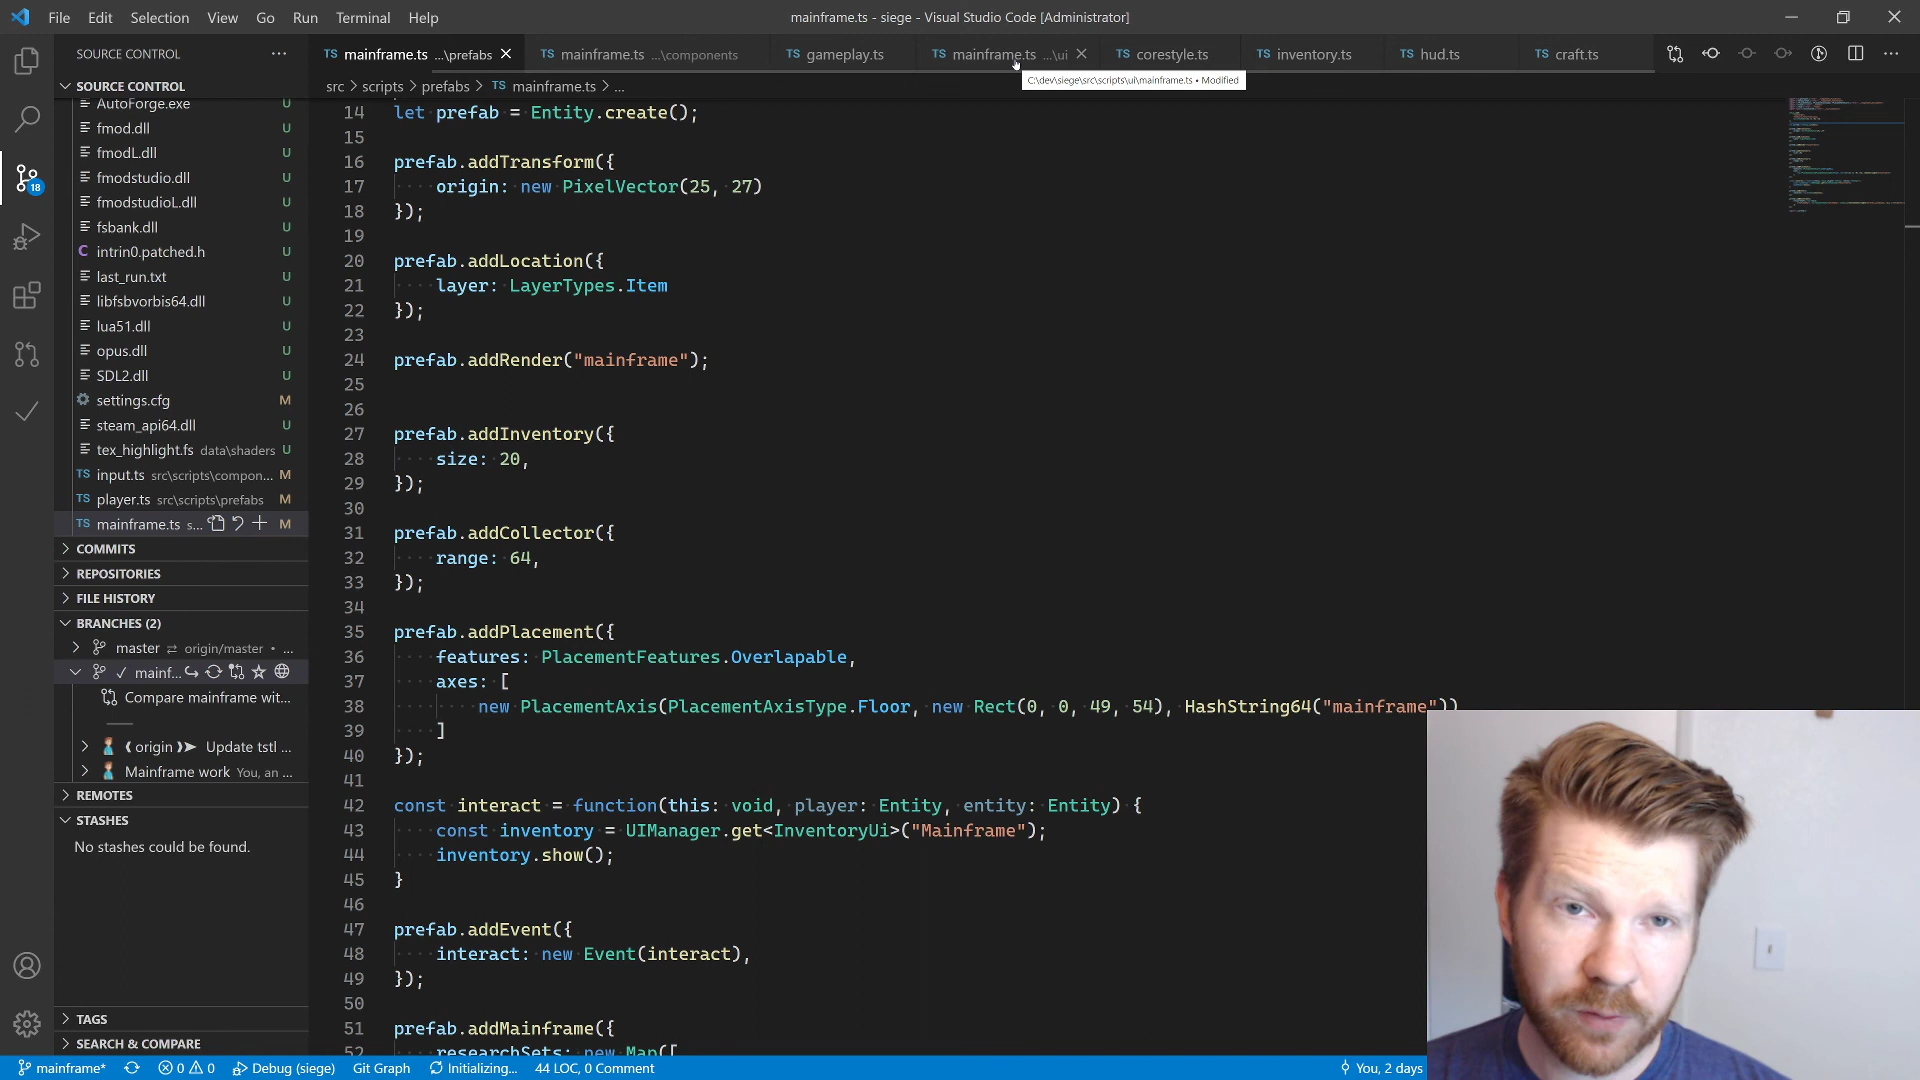 File Edit Selection View Go Run Terminal Help
mainframe.ts - siege - Visual Studio Code [Administrator]
SOURCE CONTROL ···
mainframe.ts ...\prefabs
mainframe.ts ...\components
gameplay.ts
mainframe.ts ...\ui
corestyle.ts
inventory.ts
hud.ts
craft.ts
C:\dev\siege\src\scripts\ui\mainframe.ts • Modified
SOURCE CONTROL
src > scripts > prefabs > TS mainframe.ts > ...
AutoForge.exe U
fmod.dll U
fmodL.dll U
fmodstudio.dll U
fmodstudioL.dll U
fsbank.dll U
C intrin0.patched.h U
last_run.txt U
libfsbvorbis64.dll U
lua51.dll U
opus.dll U
SDL2.dll U
settings.cfg M
steam_api64.dll U
tex_highlight.fs data\shaders U
TS input.ts src\scripts\compon... M
TS player.ts src\scripts\prefabs M
TS mainframe.ts s... M
18
COMMITS
REPOSITORIES
FILE HISTORY
BRANCHES (2)
master ⇄ origin/master • ...
✓ mainf...
Compare mainframe wit...
origin Update tstl ...
Mainframe work You, an ...
REMOTES
STASHES
No stashes could be found.
TAGS
SEARCH & COMPARE
14 let prefab = Entity.create();
15
16 prefab.addTransform({
17 origin: new PixelVector(25, 27)
18 });
19
20 prefab.addLocation({
21 layer: LayerTypes.Item
22 });
23
24 prefab.addRender("mainframe");
25
26
27 prefab.addInventory({
28 size: 20,
29 });
30
31 prefab.addCollector({
32 range: 64,
33 });
34
35 prefab.addPlacement({
36 features: PlacementFeatures.Overlapable,
37 axes: [
38 new PlacementAxis(PlacementAxisType.Floor, new Rect(0, 0, 49, 54), HashString64("mainframe"))
39 ]
40 });
41
42 const interact = function(this: void, player: Entity, entity: Entity) {
43 const inventory = UIManager.get<InventoryUi>("Mainframe");
44 inventory.show();
45 }
46
47 prefab.addEvent({
48 interact: new Event(interact),
49 });
50
51 prefab.addMainframe({
52 researchSets: new Map([
mainframe* 0 0 Debug (siege) Git Graph Initializing... 44 LOC, 0 Comment You, 2 days